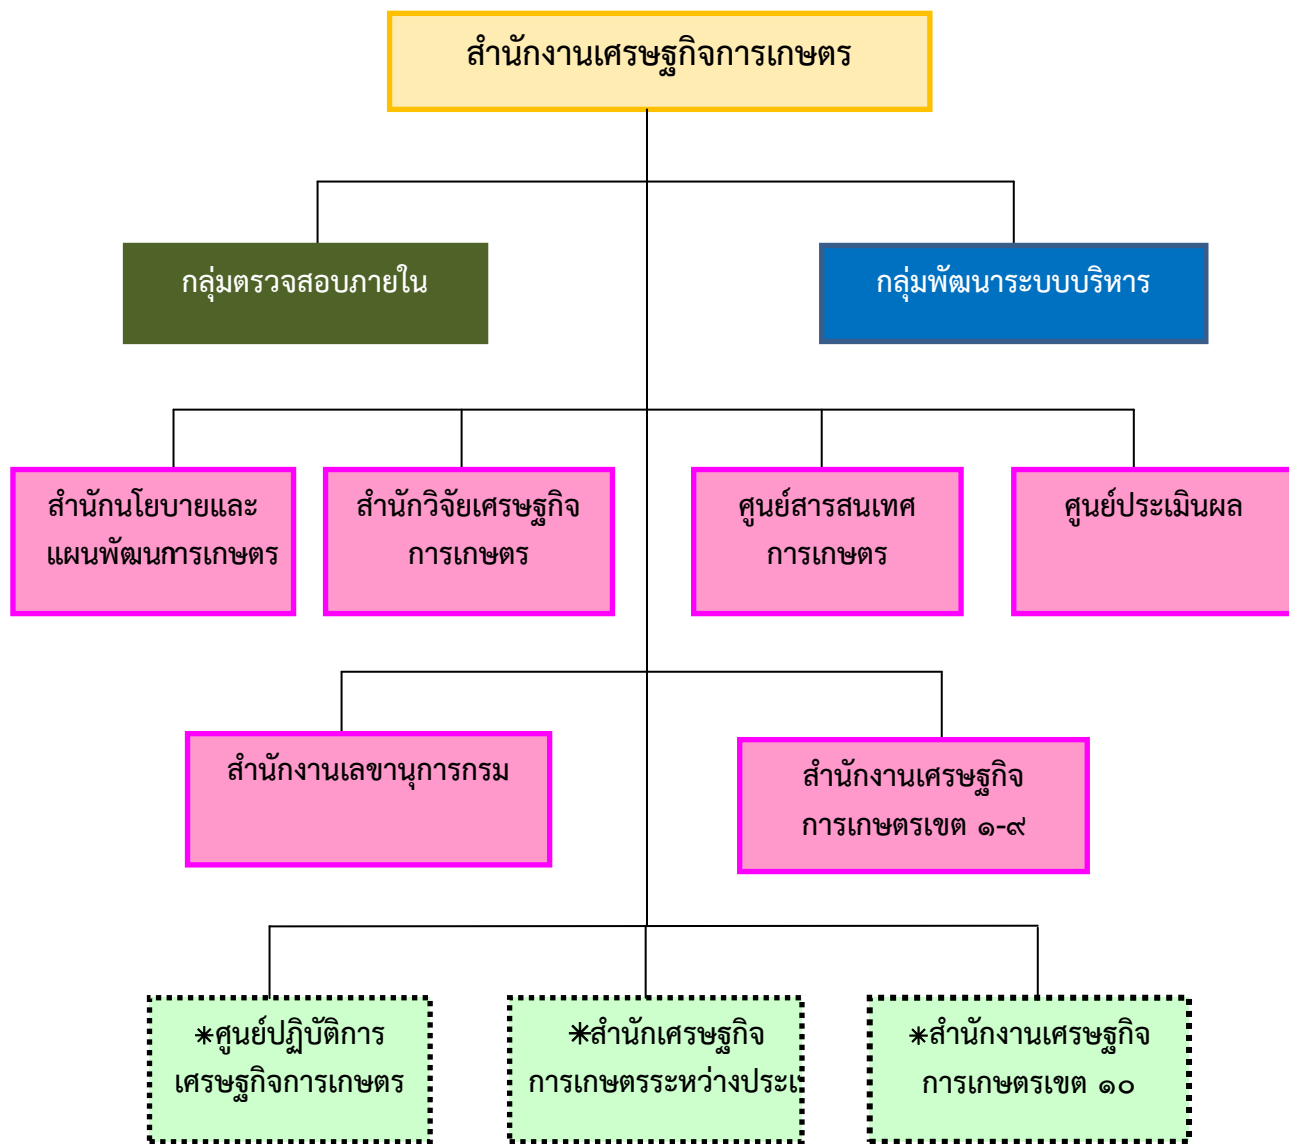 สำนักงานเศรษฐกิจการเกษตร
กลุ่มตรวจสอบภายใน
กลุ่มพัฒนาระบบบริหาร
สำนักนโยบายและ
แผนพัฒนาการเกษตร
สำนักวิจัยเศรษฐกิจ
การเกษตร
ศูนย์สารสนเทศ
การเกษตร
ศูนย์ประเมินผล
สำนักงานเลขานุการกรม
สำนักงานเศรษฐกิจ
การเกษตรเขต ๑-๙
*ศูนย์ปฏิบัติการ
เศรษฐกิจการเกษตร
*สำนักเศรษฐกิจ
การเกษตรระหว่าง
*สำนักงานเศรษฐกิจ
การเกษตรเขต ๑๐